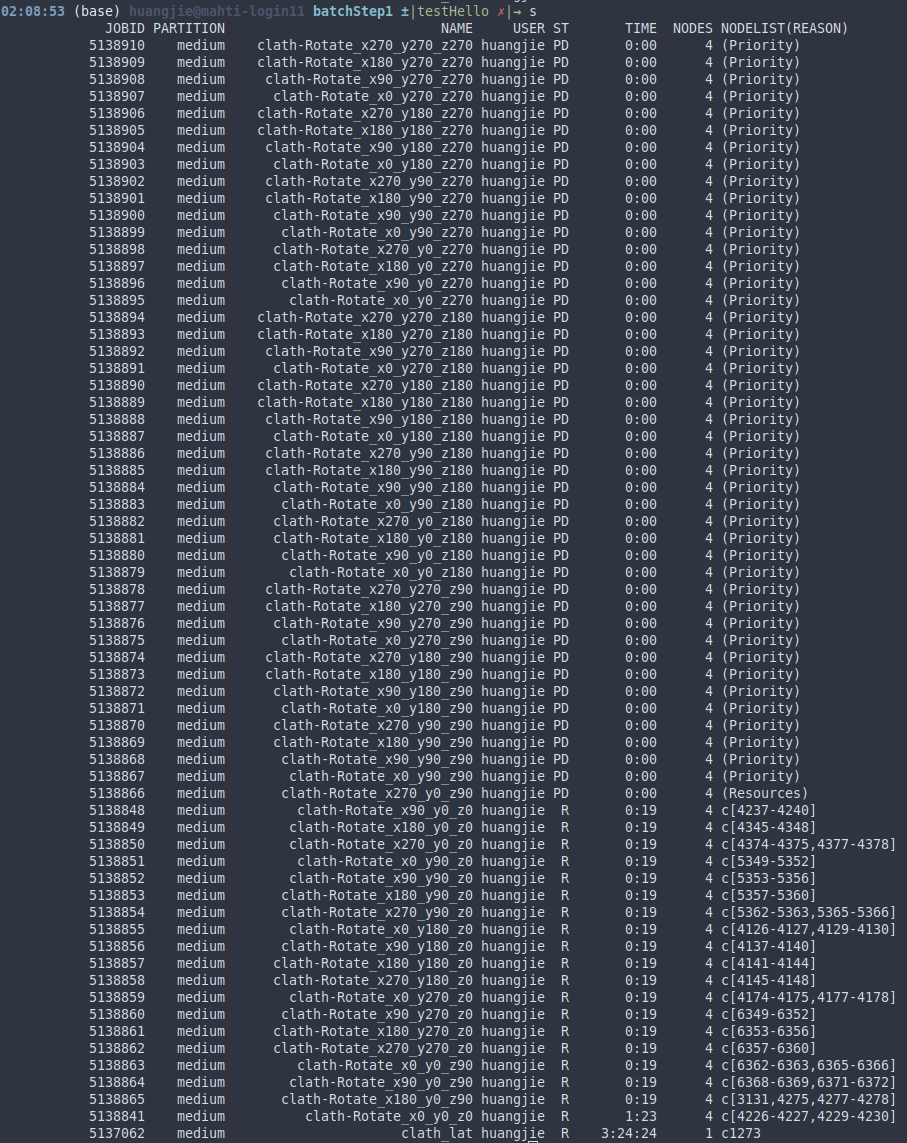 02:08:53 (base) huangjie@mahti-login11 batchStep1 ±|testHello ✗|→ s
JOBID PARTITION NAME USER ST TIME NODES NODELIST(REASON)
5138910 medium clath-Rotate_x270_y270_z270 huangjie PD 0:00 4 (Priority)
5138909 medium clath-Rotate_x180_y270_z270 huangjie PD 0:00 4 (Priority)
5138908 medium clath-Rotate_x90_y270_z270 huangjie PD 0:00 4 (Priority)
5138907 medium clath-Rotate_x0_y270_z270 huangjie PD 0:00 4 (Priority)
5138906 medium clath-Rotate_x270_y180_z270 huangjie PD 0:00 4 (Priority)
5138905 medium clath-Rotate_x180_y180_z270 huangjie PD 0:00 4 (Priority)
5138904 medium clath-Rotate_x90_y180_z270 huangjie PD 0:00 4 (Priority)
5138903 medium clath-Rotate_x0_y180_z270 huangjie PD 0:00 4 (Priority)
5138902 medium clath-Rotate_x270_y90_z270 huangjie PD 0:00 4 (Priority)
5138901 medium clath-Rotate_x180_y90_z270 huangjie PD 0:00 4 (Priority)
5138900 medium clath-Rotate_x90_y90_z270 huangjie PD 0:00 4 (Priority)
5138899 medium clath-Rotate_x0_y90_z270 huangjie PD 0:00 4 (Priority)
5138898 medium clath-Rotate_x270_y0_z270 huangjie PD 0:00 4 (Priority)
5138897 medium clath-Rotate_x180_y0_z270 huangjie PD 0:00 4 (Priority)
5138896 medium clath-Rotate_x90_y0_z270 huangjie PD 0:00 4 (Priority)
5138895 medium clath-Rotate_x0_y0_z270 huangjie PD 0:00 4 (Priority)
5138894 medium clath-Rotate_x270_y270_z180 huangjie PD 0:00 4 (Priority)
5138893 medium clath-Rotate_x180_y270_z180 huangjie PD 0:00 4 (Priority)
5138892 medium clath-Rotate_x90_y270_z180 huangjie PD 0:00 4 (Priority)
5138891 medium clath-Rotate_x0_y270_z180 huangjie PD 0:00 4 (Priority)
5138890 medium clath-Rotate_x270_y180_z180 huangjie PD 0:00 4 (Priority)
5138889 medium clath-Rotate_x180_y180_z180 huangjie PD 0:00 4 (Priority)
5138888 medium clath-Rotate_x90_y180_z180 huangjie PD 0:00 4 (Priority)
5138887 medium clath-Rotate_x0_y180_z180 huangjie PD 0:00 4 (Priority)
5138886 medium clath-Rotate_x270_y90_z180 huangjie PD 0:00 4 (Priority)
5138885 medium clath-Rotate_x180_y90_z180 huangjie PD 0:00 4 (Priority)
5138884 medium clath-Rotate_x90_y90_z180 huangjie PD 0:00 4 (Priority)
5138883 medium clath-Rotate_x0_y90_z180 huangjie PD 0:00 4 (Priority)
5138882 medium clath-Rotate_x270_y0_z180 huangjie PD 0:00 4 (Priority)
5138881 medium clath-Rotate_x180_y0_z180 huangjie PD 0:00 4 (Priority)
5138880 medium clath-Rotate_x90_y0_z180 huangjie PD 0:00 4 (Priority)
5138879 medium clath-Rotate_x0_y0_z180 huangjie PD 0:00 4 (Priority)
5138878 medium clath-Rotate_x270_y270_z90 huangjie PD 0:00 4 (Priority)
5138877 medium clath-Rotate_x180_y270_z90 huangjie PD 0:00 4 (Priority)
5138876 medium clath-Rotate_x90_y270_z90 huangjie PD 0:00 4 (Priority)
5138875 medium clath-Rotate_x0_y270_z90 huangjie PD 0:00 4 (Priority)
5138874 medium clath-Rotate_x270_y180_z90 huangjie PD 0:00 4 (Priority)
5138873 medium clath-Rotate_x180_y180_z90 huangjie PD 0:00 4 (Priority)
5138872 medium clath-Rotate_x90_y180_z90 huangjie PD 0:00 4 (Priority)
5138871 medium clath-Rotate_x0_y180_z90 huangjie PD 0:00 4 (Priority)
5138870 medium clath-Rotate_x270_y90_z90 huangjie PD 0:00 4 (Priority)
5138869 medium clath-Rotate_x180_y90_z90 huangjie PD 0:00 4 (Priority)
5138868 medium clath-Rotate_x90_y90_z90 huangjie PD 0:00 4 (Priority)
5138867 medium clath-Rotate_x0_y90_z90 huangjie PD 0:00 4 (Priority)
5138866 medium clath-Rotate_x270_y0_z90 huangjie PD 0:00 4 (Resources)
5138848 medium clath-Rotate_x90_y0_z0 huangjie R 0:19 4 c[4237-4240]
5138849 medium clath-Rotate_x180_y0_z0 huangjie R 0:19 4 c[4345-4348]
5138850 medium clath-Rotate_x270_y0_z0 huangjie R 0:19 4 c[4374-4375,4377-4378]
5138851 medium clath-Rotate_x0_y90_z0 huangjie R 0:19 4 c[5349-5352]
5138852 medium clath-Rotate_x90_y90_z0 huangjie R 0:19 4 c[5353-5356]
5138853 medium clath-Rotate_x180_y90_z0 huangjie R 0:19 4 c[5357-5360]
5138854 medium clath-Rotate_x270_y90_z0 huangjie R 0:19 4 c[5362-5363,5365-5366]
5138855 medium clath-Rotate_x0_y180_z0 huangjie R 0:19 4 c[4126-4127,4129-4130]
5138856 medium clath-Rotate_x90_y180_z0 huangjie R 0:19 4 c[4137-4140]
5138857 medium clath-Rotate_x180_y180_z0 huangjie R 0:19 4 c[4141-4144]
5138858 medium clath-Rotate_x270_y180_z0 huangjie R 0:19 4 c[4145-4148]
5138859 medium clath-Rotate_x0_y270_z0 huangjie R 0:19 4 c[4174-4175,4177-4178]
5138860 medium clath-Rotate_x90_y270_z0 huangjie R 0:19 4 c[6349-6352]
5138861 medium clath-Rotate_x180_y270_z0 huangjie R 0:19 4 c[6353-6356]
5138862 medium clath-Rotate_x270_y270_z0 huangjie R 0:19 4 c[6357-6360]
5138863 medium clath-Rotate_x0_y0_z90 huangjie R 0:19 4 c[6362-6363,6365-6366]
5138864 medium clath-Rotate_x90_y0_z90 huangjie R 0:19 4 c[6368-4369,6371-6372]
5138865 medium clath-Rotate_x180_y0_z90 huangjie R 0:19 4 c[3131,4275,4277-4278]
5138841 medium clath-Rotate_x0_y0_z0 huangjie R 1:23 4 c[4226-4227,4229-4230]
5137062 medium clath_lat huangjie R 3:24:24 1 c1273